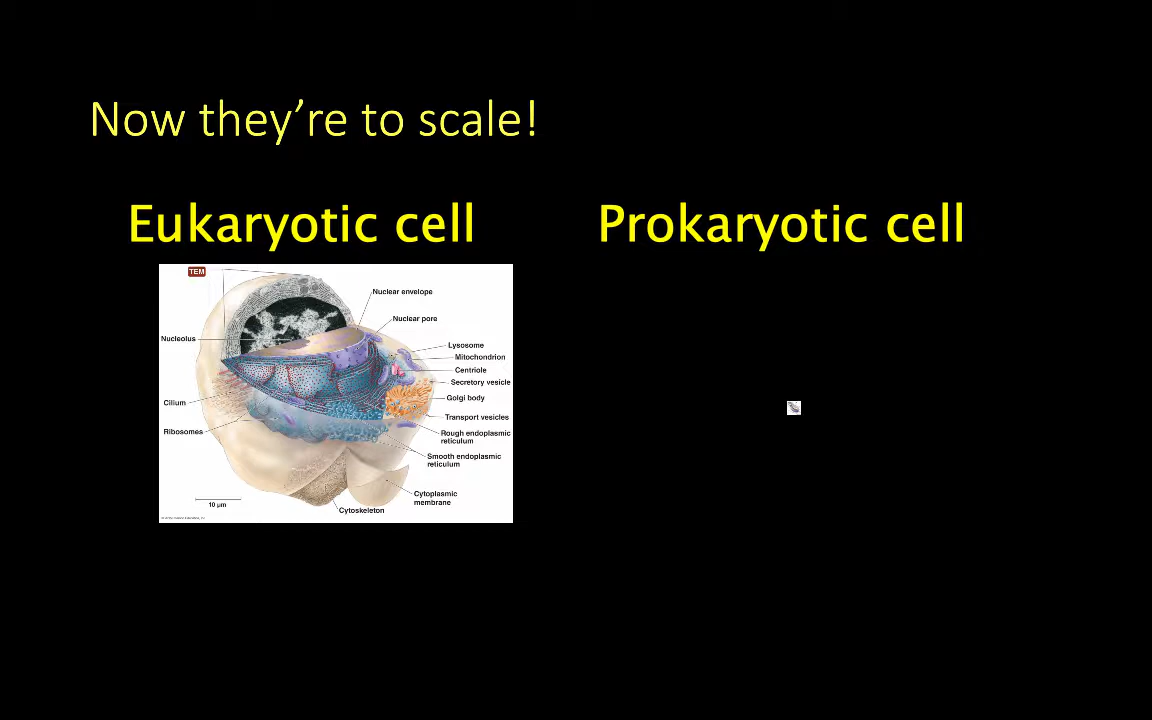 Now they're to scale!
Eukaryotic cell
Prokaryotic cell
TEM
Nuclear envelope
Nuclear pore
Nucleolus
Lysosome
Mitochondrion
Centriole
Secretory vesicle
Golgi body
Cilium
Transport vesicles
Ribosomes
Rough endoplasmic
reticulum
Smooth endoplasmic
reticulum
Cytoplasmic
membrane
10 µm
Cytoskeleton